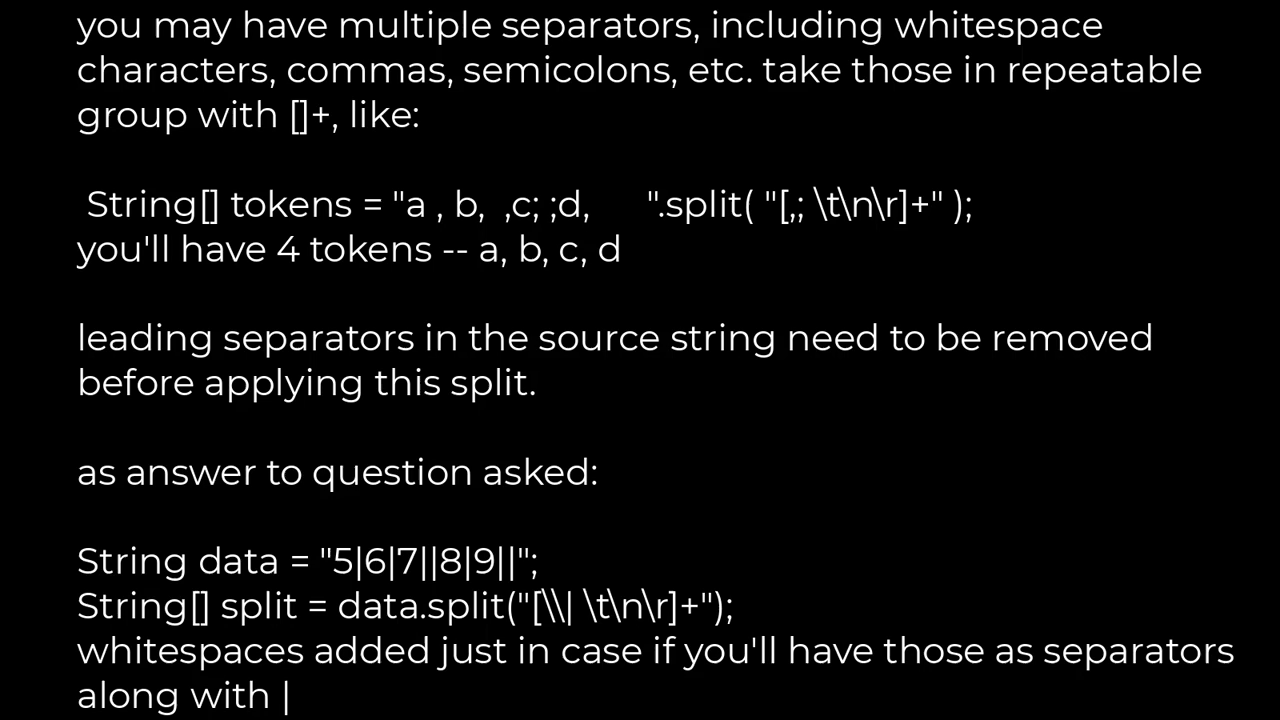 you may have multiple separators, including whitespace
characters, commas, semicolons, etc. take those in repeatable
group with []+, like:
String[] tokens = "a , b,  ,c; ;d,      ".split( "[,; \t\n\r]+" );
you'll have 4 tokens -- a, b, c, d
leading separators in the source string need to be removed
before applying this split.
as answer to question asked:
String data = "5|6|7||8|9||";
String[] split = data.split("[\\| \t\n\r]+");
whitespaces added just in case if you'll have those as separators
along with |